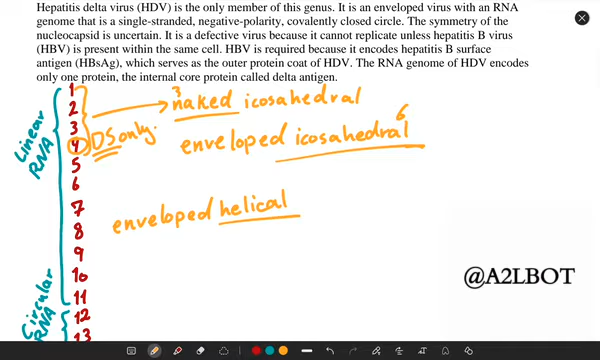 Hepatitis delta virus (HDV) is the only member of this genus. It is an enveloped virus with an RNA
genome that is a single-stranded, negative-polarity, covalently closed circle. The symmetry of the
nucleocapsid is uncertain. It is a defective virus because it cannot replicate unless hepatitis B virus
(HBV) is present within the same cell. HBV is required because it encodes hepatitis B surface
antigen (HBsAg), which serves as the outer protein coat of HDV. The RNA genome of HDV encodes
only one protein, the internal core protein called delta antigen.
Linear RNA
1
2
3
4 DS only.
5
6
7
8
9
10
11
3
naked icosahedral
6
enveloped icosahedral
enveloped helical
Circular RNA
12
13
@A2LBOT